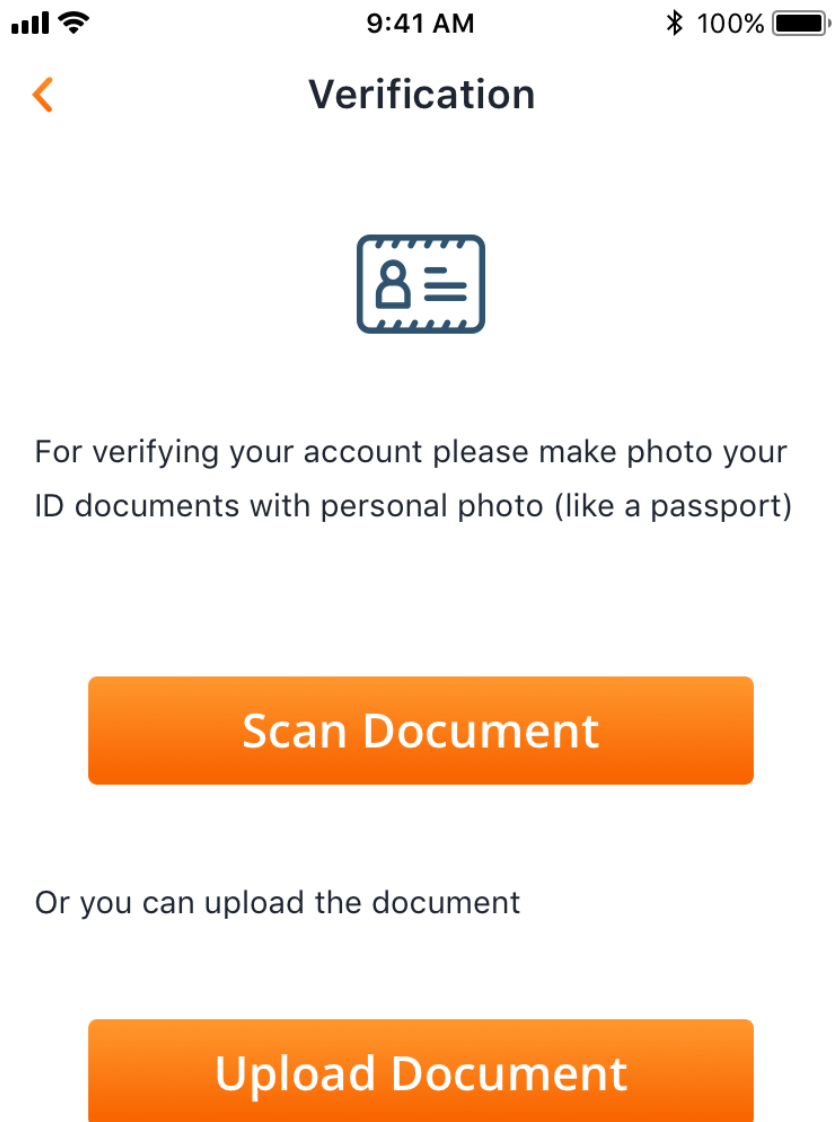 9:41 AM 100%
Verification
For verifying your account please make photo your
ID documents with personal photo (like a passport)
Scan Document
Or you can upload the document
Upload Document